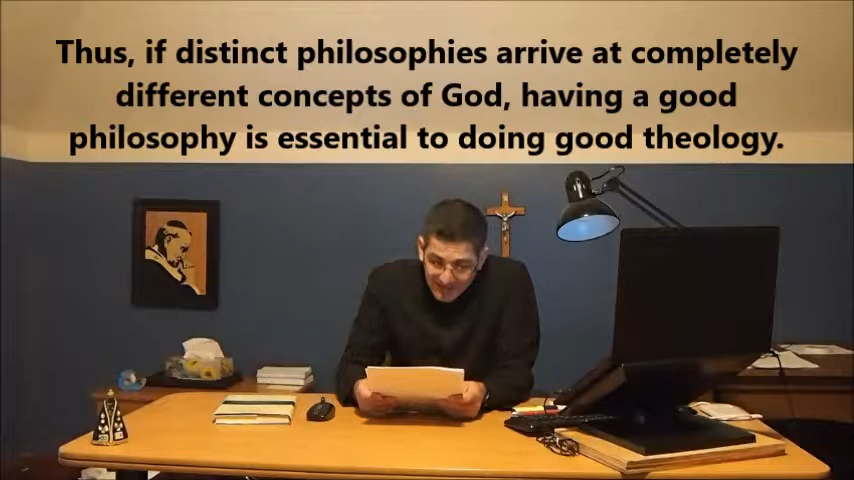 Thus, if distinct philosophies arrive at completely
different concepts of God, having a good
philosophy is essential to doing good theology.